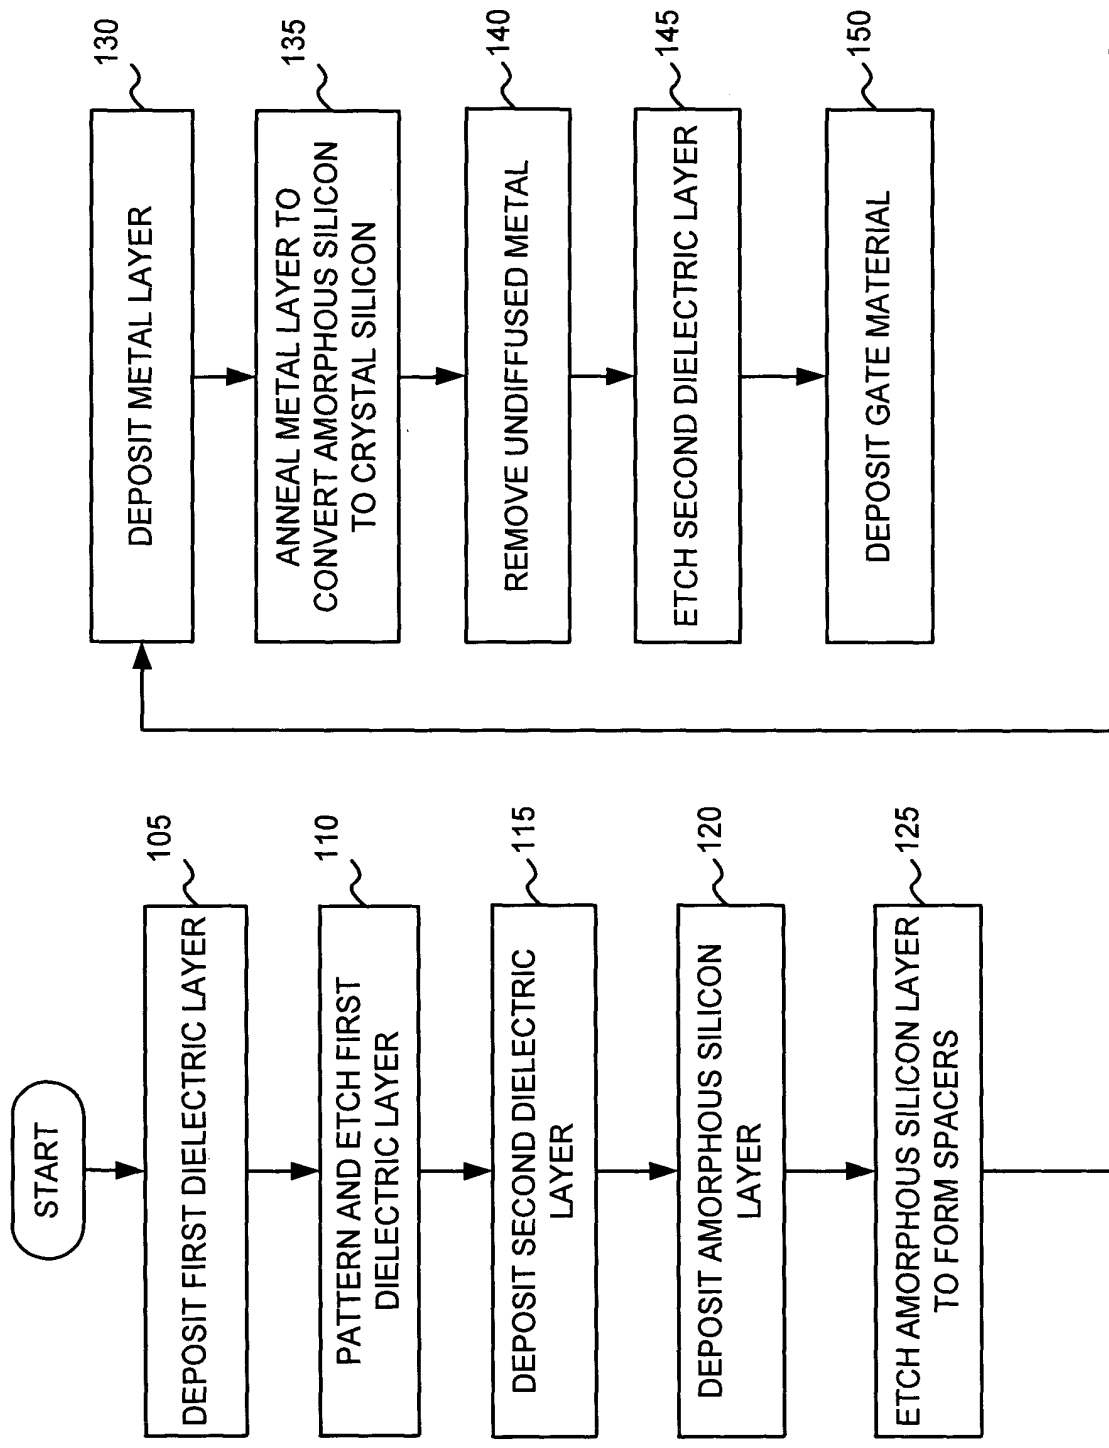 START
DEPOSIT FIRST DIELECTRIC LAYER
105
PATTERN AND ETCH FIRST
DIELECTRIC LAYER
110
DEPOSIT SECOND DIELECTRIC
LAYER
115
DEPOSIT AMORPHOUS SILICON
LAYER
120
ETCH AMORPHOUS SILICON LAYER
TO FORM SPACERS
125
DEPOSIT METAL LAYER
130
ANNEAL METAL LAYER TO
CONVERT AMORPHOUS SILICON
TO CRYSTAL SILICON
135
REMOVE UNDIFFUSED METAL
140
ETCH SECOND DIELECTRIC LAYER
145
DEPOSIT GATE MATERIAL
150